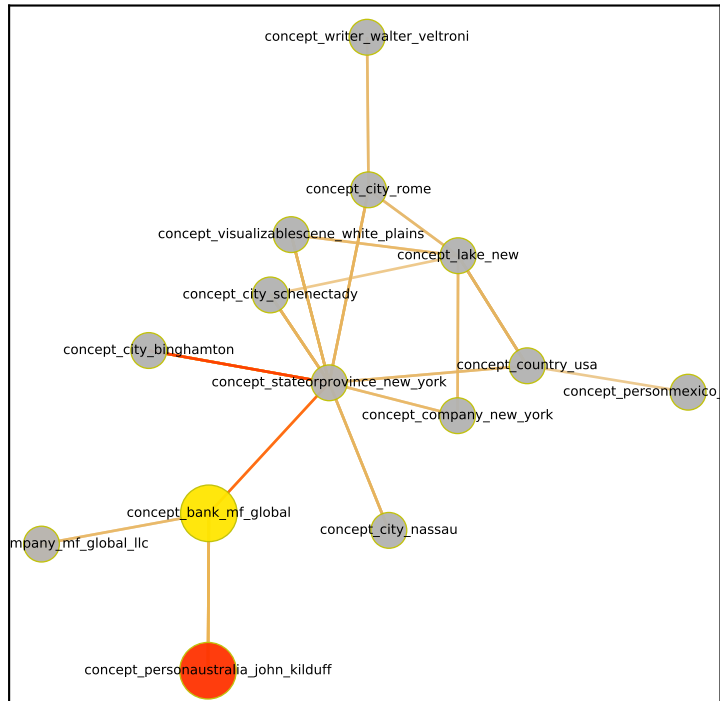 concept_writer_walter_veltroni
concept_city_rome
concept_visualizablescene_white_plains
concept_lake_new
concept_city_schenectady
concept_city_binghamton
concept_country_usa
concept_stateorprovince_new_york
concept_personmexico_
concept_company_new_york
concept_bank_mf_global
concept_city_nassau
mpany_mf_global_llc
concept_personaustralia_john_kilduff